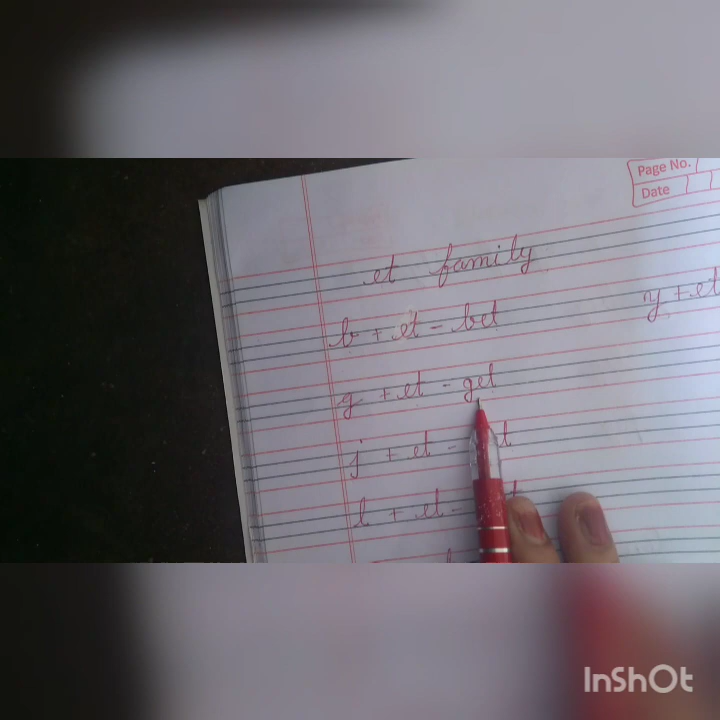 Page No.
Date
et family
b + et - bet
y + et
g + et - get
j + et -
l + et -
InShOt